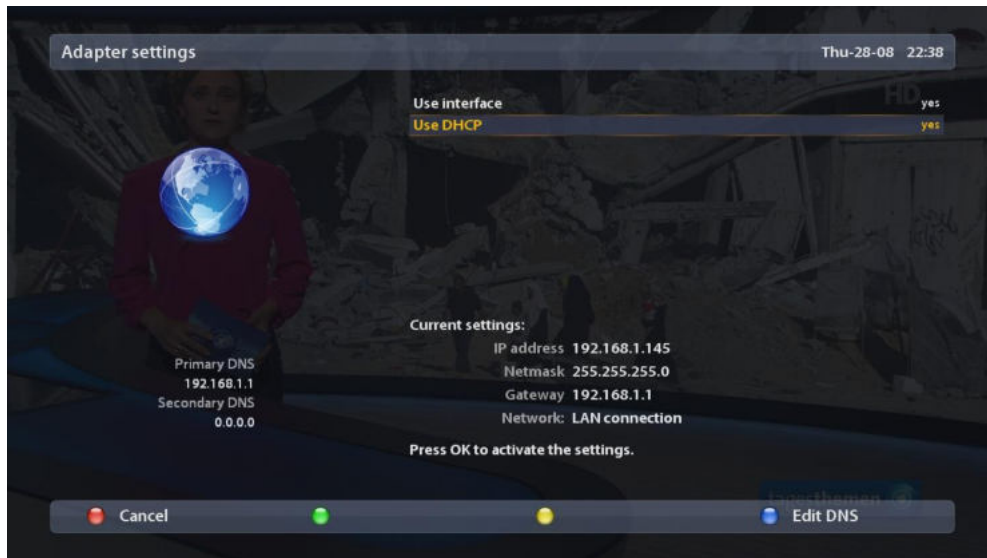 Adapter settings
Thu-28-08 22:38
HD
Use interface yes
Use DHCP yes
Current settings:
IP address 192.168.1.145
Netmask 255.255.255.0
Gateway 192.168.1.1
Network: LAN connection
Press OK to activate the settings.
Primary DNS
192.168.1.1
Secondary DNS
0.0.0.0
tagesthemen
Cancel
Edit DNS